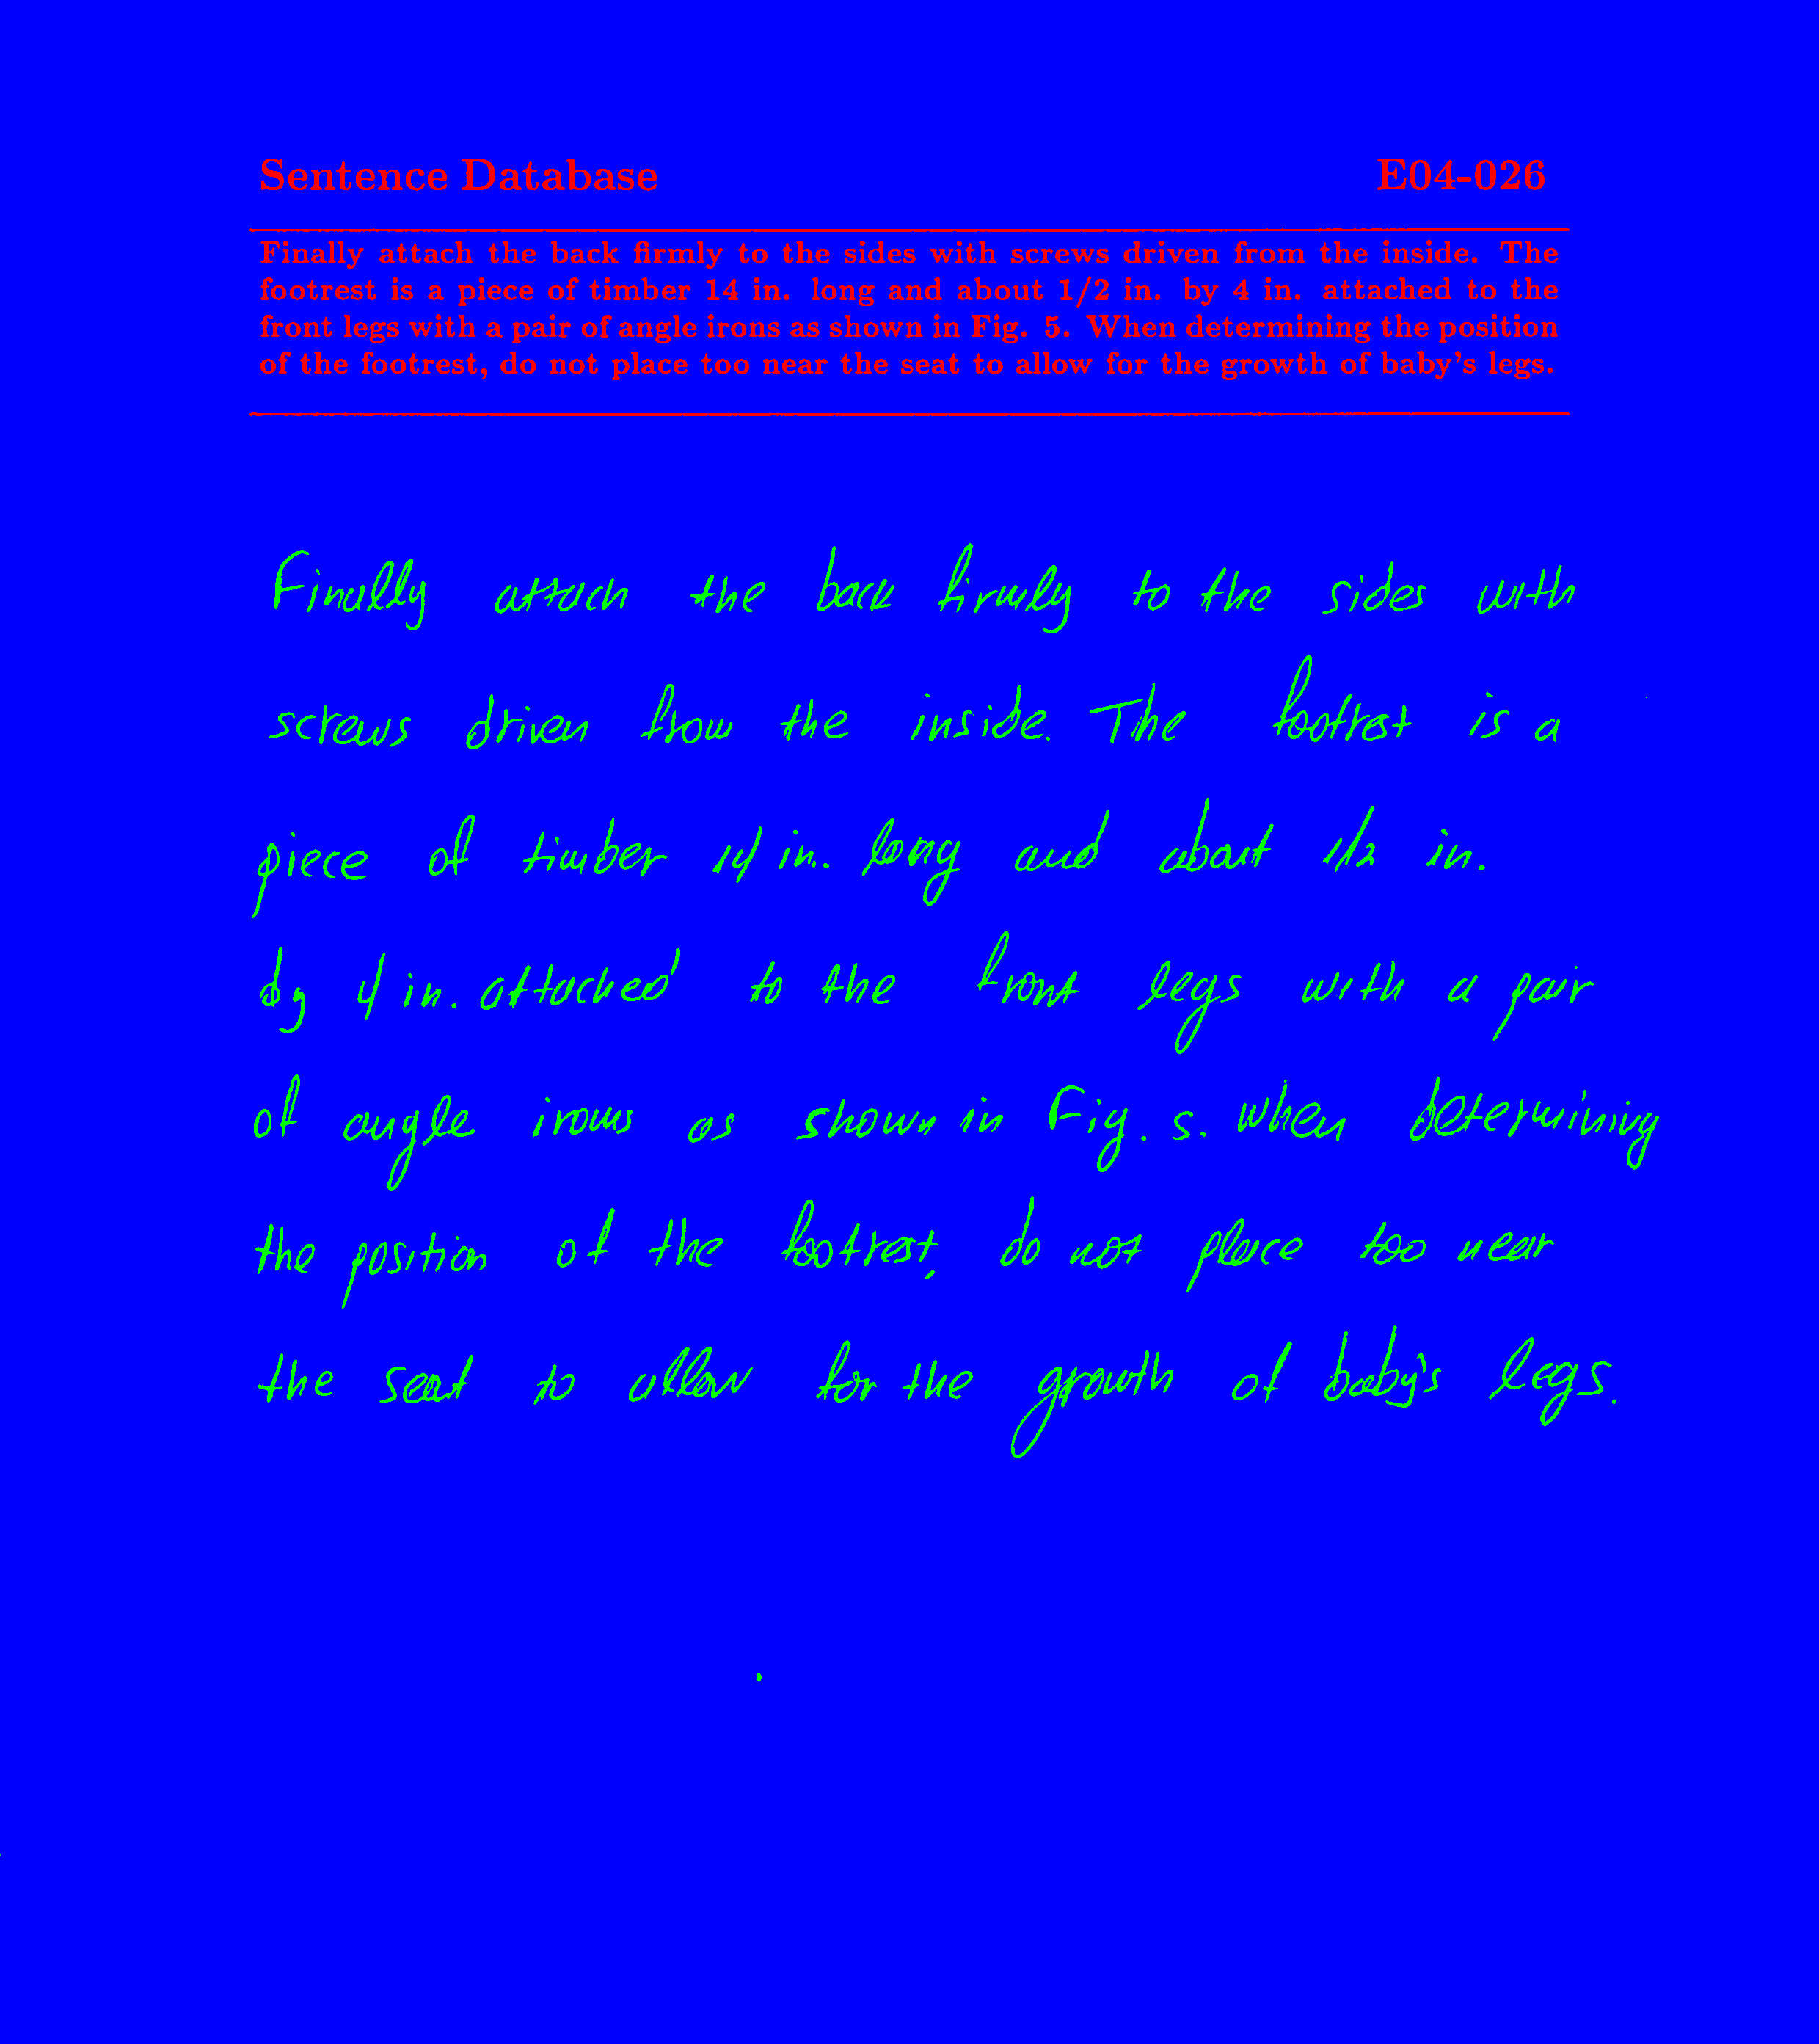 Sentence Database E04-026
Finally attach the back firmly to the sides with screws driven from the inside. The
footrest is a piece of timber 14 in. long and about 1/2 in. by 4 in. attached to the
front legs with a pair of angle irons as shown in Fig. 5. When determining the position
of the footrest, do not place too near the seat to allow for the growth of baby's legs.
Finally attach the back firmly to the sides with
screws driven from the inside. The footrest is a
piece of timber 14 in. long and about 1/2 in.
by 4 in. attached to the front legs with a pair
of angle irons as shown in Fig. 5. When determining
the position of the footrest, do not place too near
the seat to allow for the growth of baby's legs.